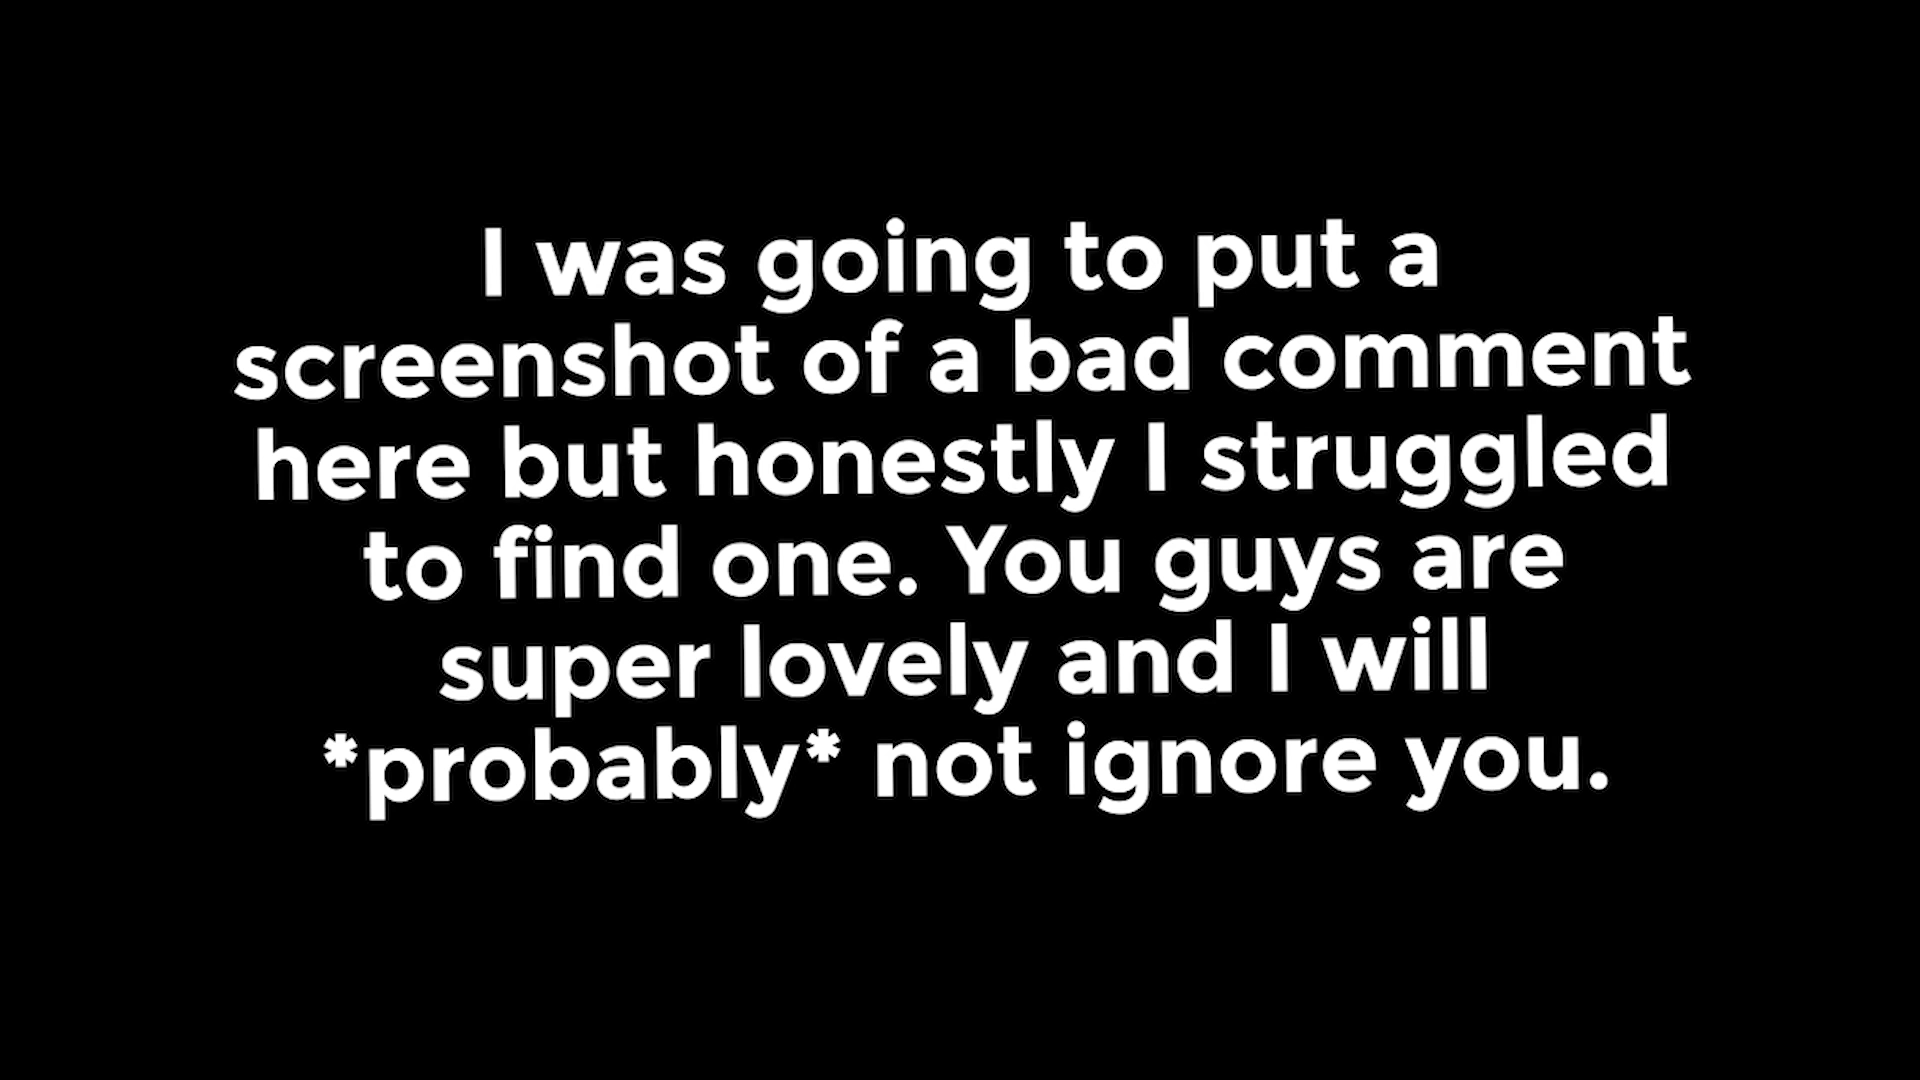 I was going to put a
screenshot of a bad comment
here but honestly I struggled
to find one. You guys are
super lovely and I will
*probably* not ignore you.